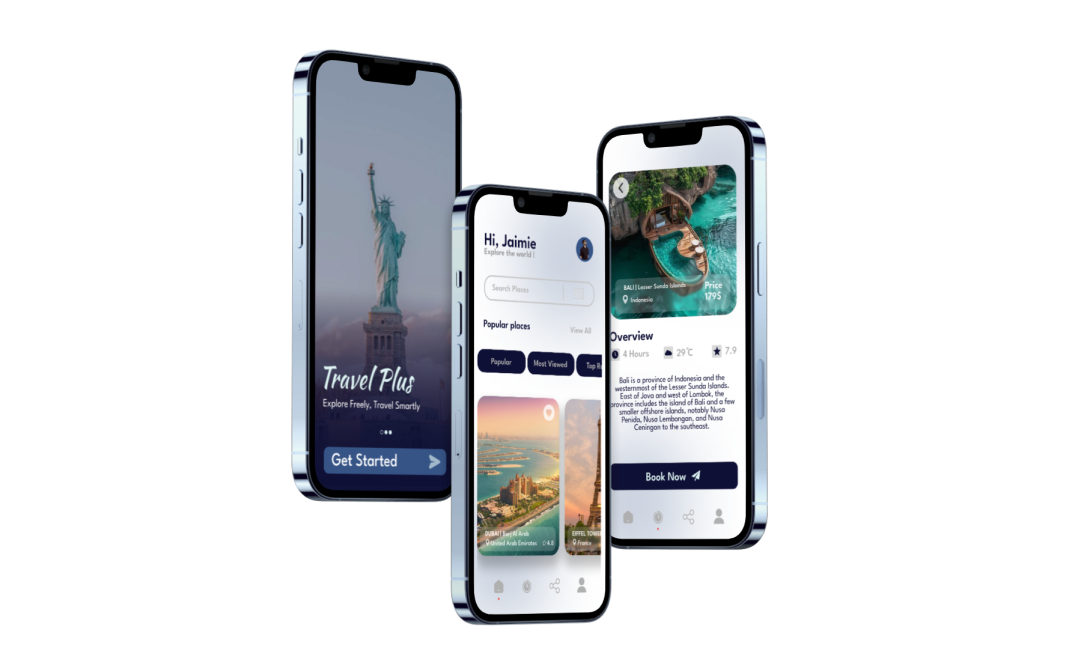 Travel Plus
Explore Freely, Travel Smartly
Get Started
Hi, Jaimie
Explore the world !
Search Places
Popular places
View All
Popular
Most Viewed
Top
DUBAI | Burj Al Arab
United Arab Emirates
4.8
EIFFEL TOWER
France
BALI | Lesser Sunda Islands
Indonesia
Price
179$
Overview
4 Hours
29°C
7.9
Bali is a province of Indonesia and the
westernmost of the Lesser Sunda Islands.
East of Java and west of Lombok, the
province includes the island of Bali and a few
smaller offshore islands, notably Nusa
Penida, Nusa Lembongan, and Nusa
Ceningan to the southeast.
Book Now